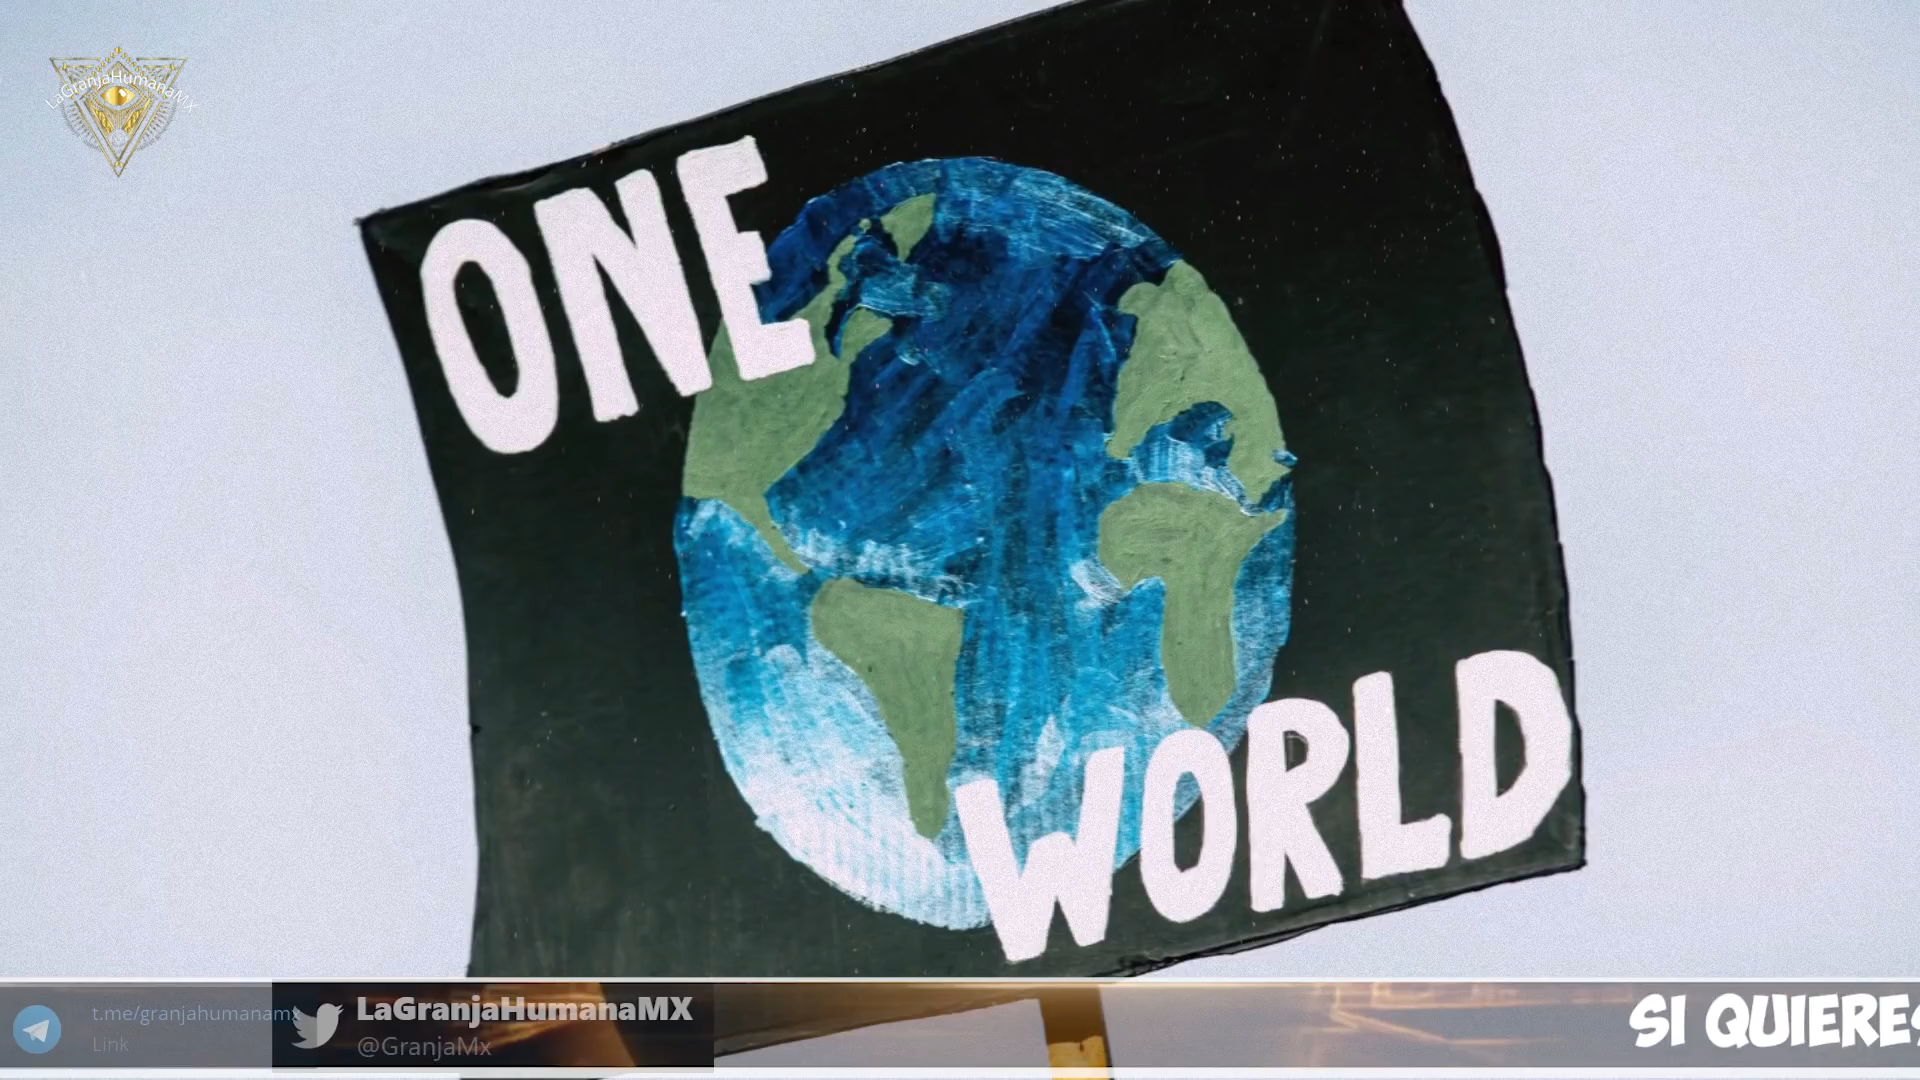 LaGranjaHumanaMX
ONE
WORLD
t.me/granjahumanamx
Link
LaGranjaHumanaMX
@GranjaMx
SI QUIERES